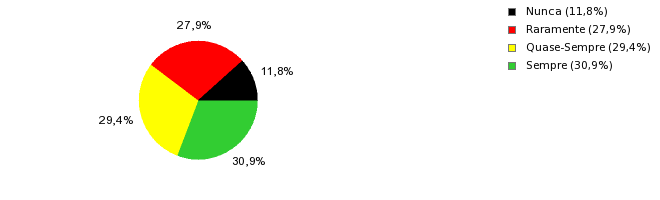 27,9%
11,8%
29,4%
30,9%
Nunca (11,8%)
Raramente (27,9%)
Quase-Sempre (29,4%)
Sempre (30,9%)